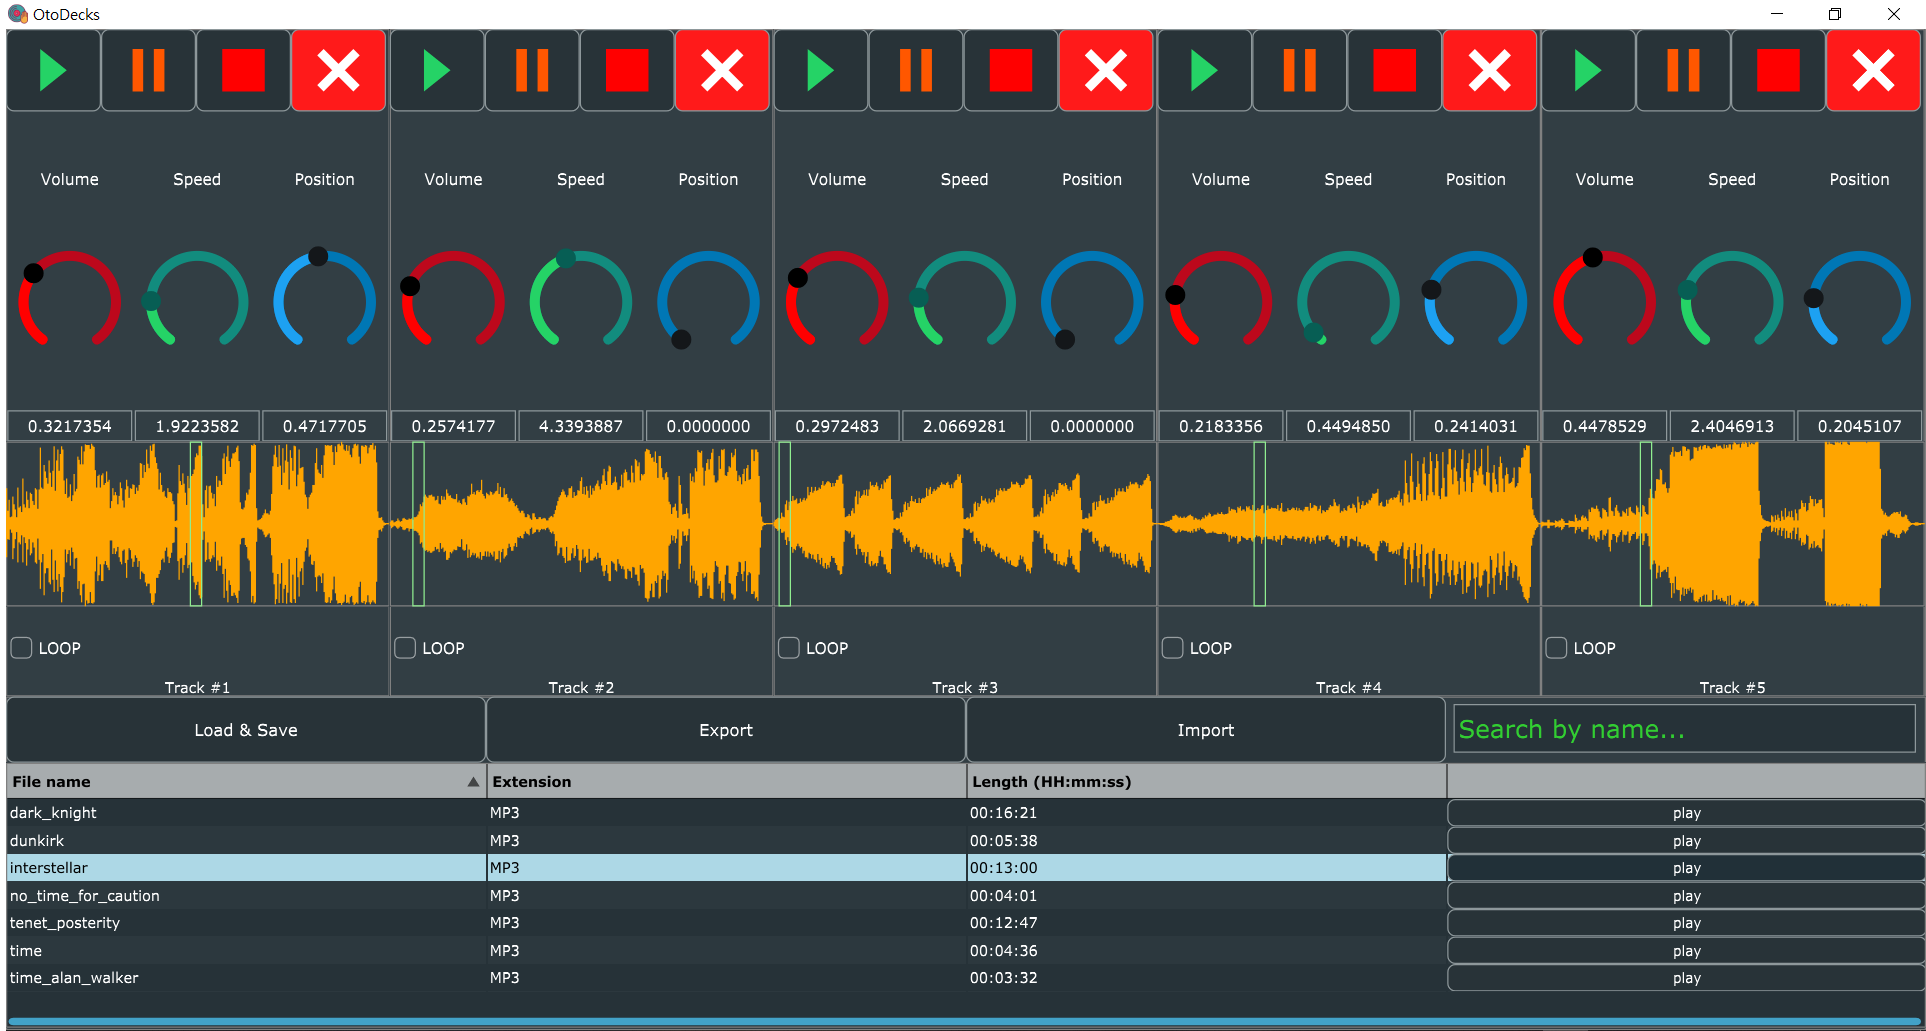 OtoDecks
Volume Speed Position Volume Speed Position Volume Speed Position Volume Speed Position Volume Speed Position
0.3217354 1.9223582 0.4717705 0.2574177 4.3393887 0.0000000 0.2972483 2.0669281 0.0000000 0.2183356 0.4494850 0.2414031 0.4478529 2.4046913 0.2045107
LOOP LOOP LOOP LOOP LOOP
Track #1 Track #2 Track #3 Track #4 Track #5
Load & Save Export Import Search by name...
File name Extension Length (HH:mm:ss)
dark_knight MP3 00:16:21 play
dunkirk MP3 00:05:38 play
interstellar MP3 00:13:00 play
no_time_for_caution MP3 00:04:01 play
tenet_posterity MP3 00:12:47 play
time MP3 00:04:36 play
time_alan_walker MP3 00:03:32 play